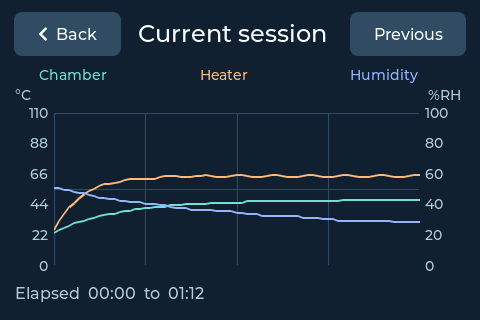 Back Current session Previous
Chamber Heater Humidity
°C %RH
110 100
88 80
66 60
44 40
22 20
0 0
Elapsed 00:00 to 01:12